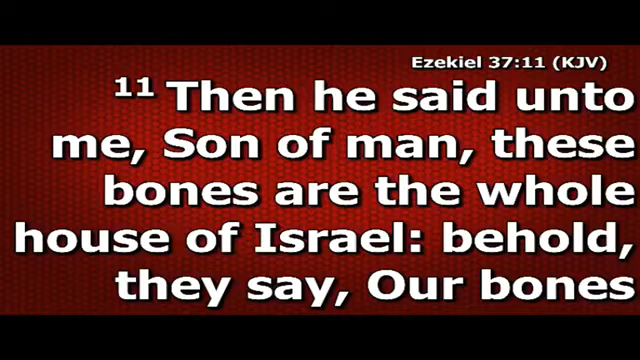 Ezekiel 37:11 (KJV)
11 Then he said unto
me, Son of man, these
bones are the whole
house of Israel: behold,
they say, Our bones